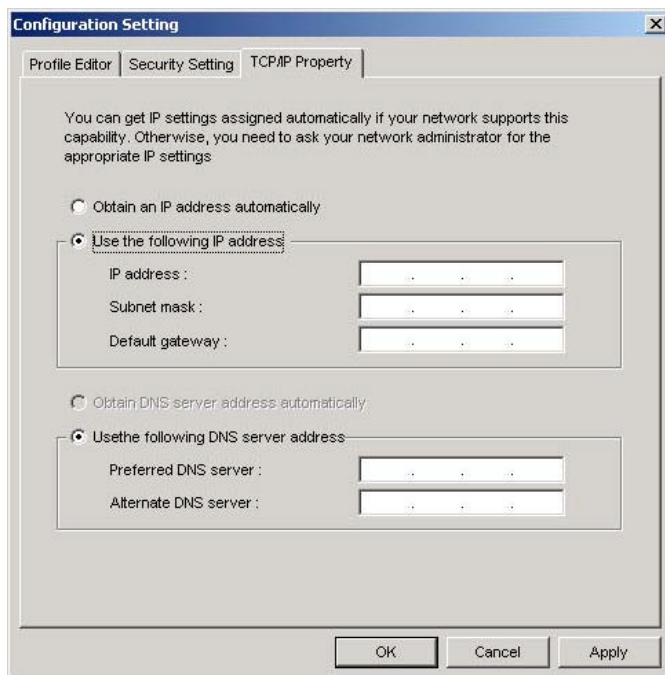 Configuration Setting
Profile Editor
Security Setting
TCP/IP Property
You can get IP settings assigned automatically if your network supports this
capability. Otherwise, you need to ask your network administrator for the
appropriate IP settings
Obtain an IP address automatically
Use the following IP address
IP address :
Subnet mask :
Default gateway :
Obtain DNS server address automatically
Usethe following DNS server address
Preferred DNS server :
Alternate DNS server :
OK
Cancel
Apply